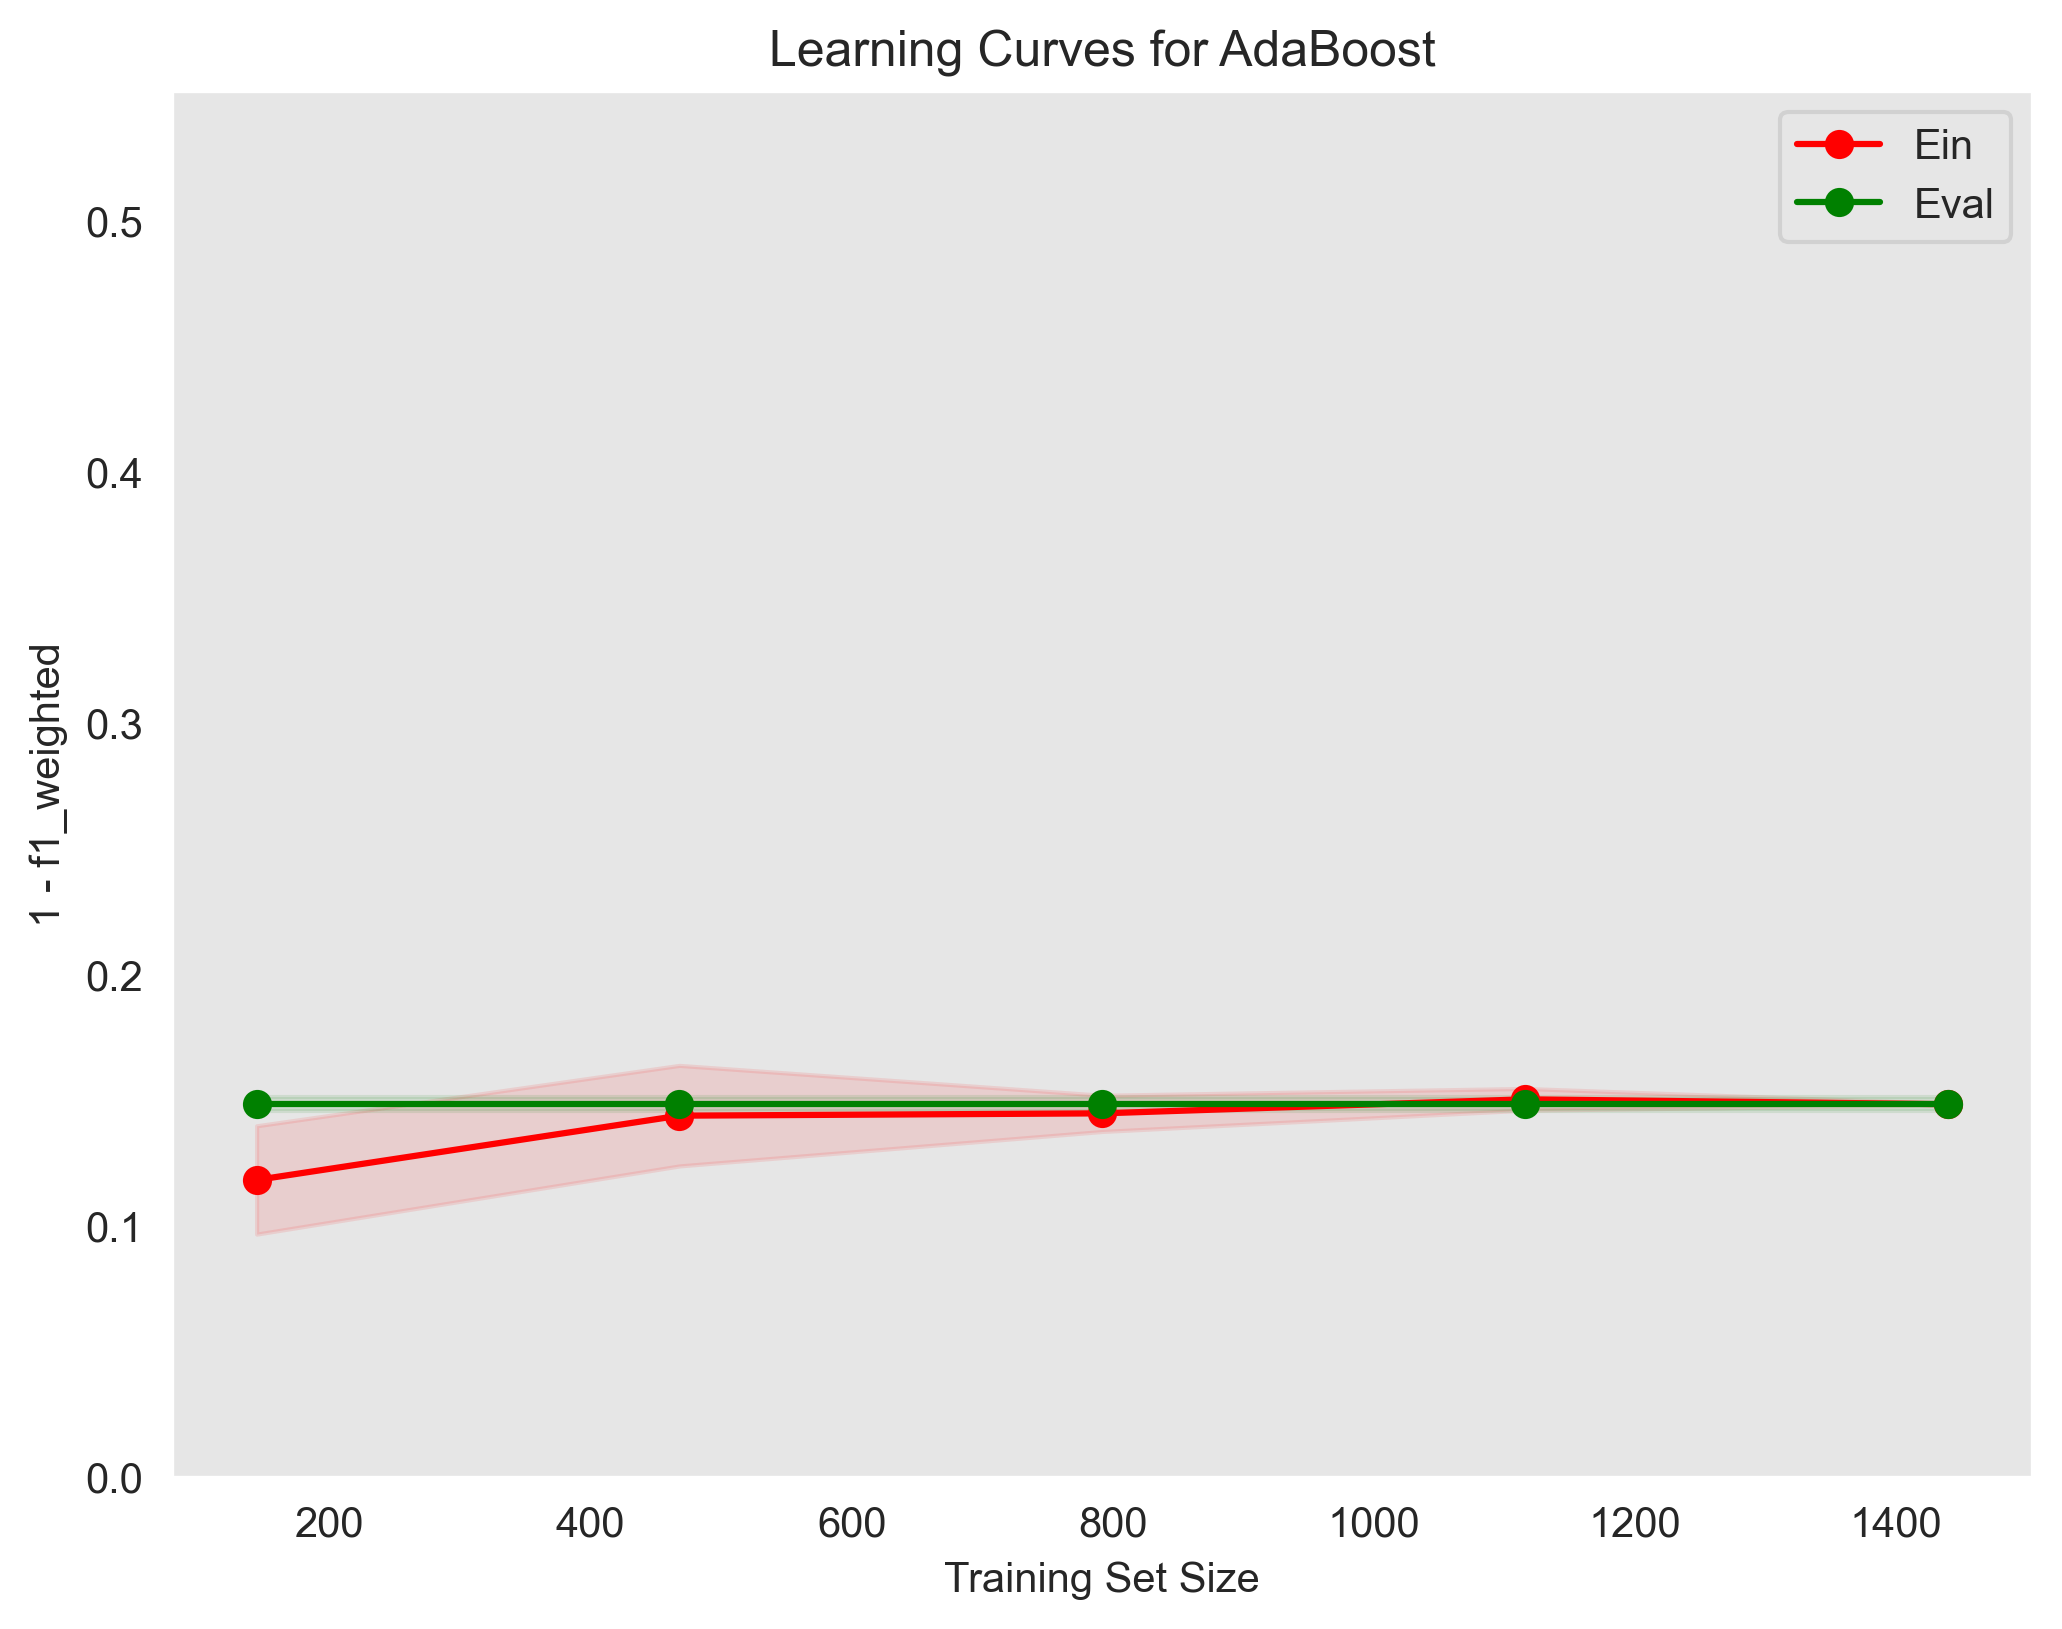 Learning Curves for AdaBoost
Ein
Eval
0.5
0.4
0.3
0.2
0.1
0.0
1 - f1_weighted
200 400 600 800 1000 1200 1400
Training Set Size